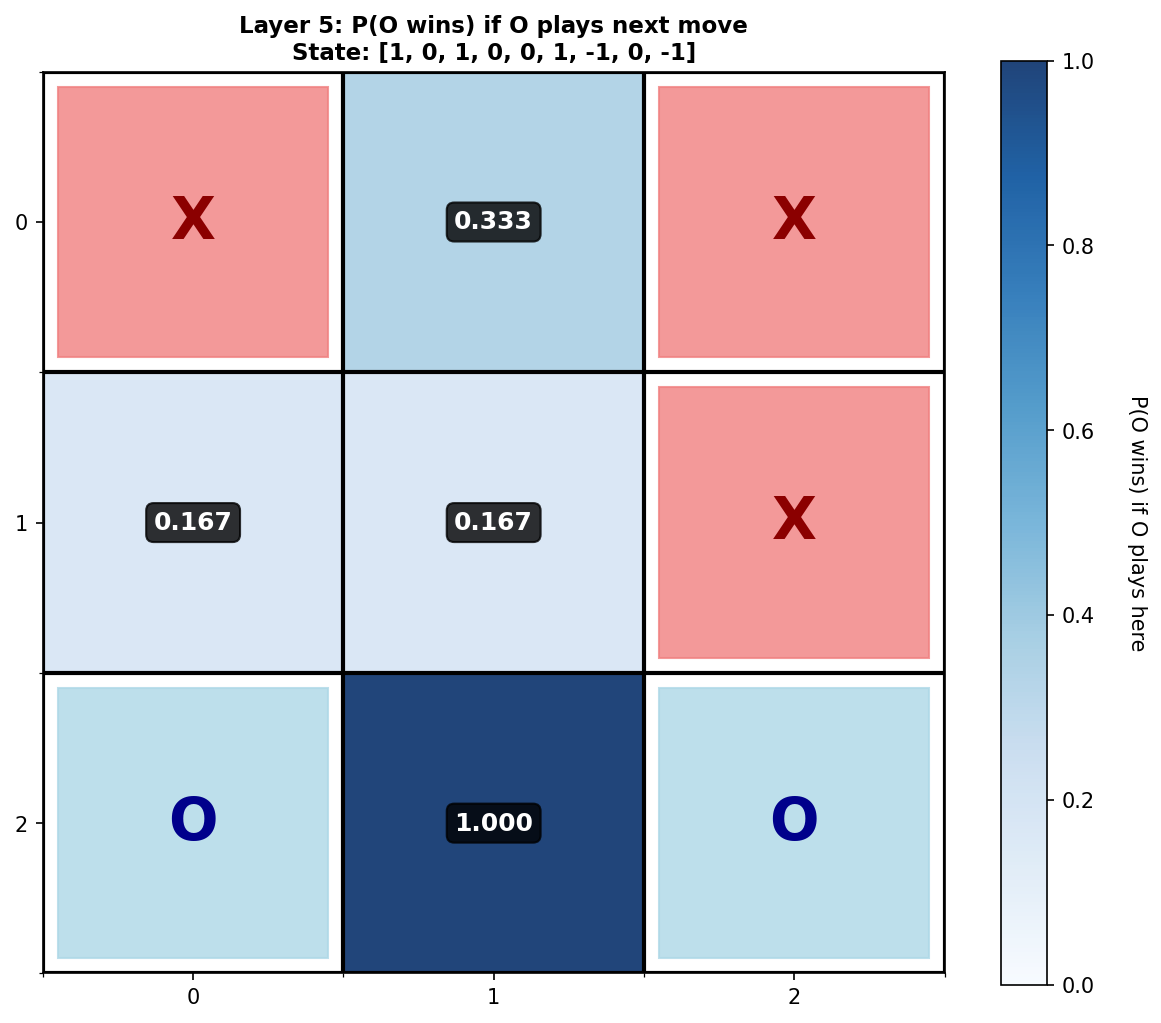 Layer 5: P(O wins) if O plays next move
State: [1, 0, 1, 0, 0, 1, -1, 0, -1]
0
X
0.333
X
1
0.167
0.167
X
2
O
1.000
O
0
1
2
1.0
0.8
0.6
0.4
0.2
0.0
P(O wins) if O plays here